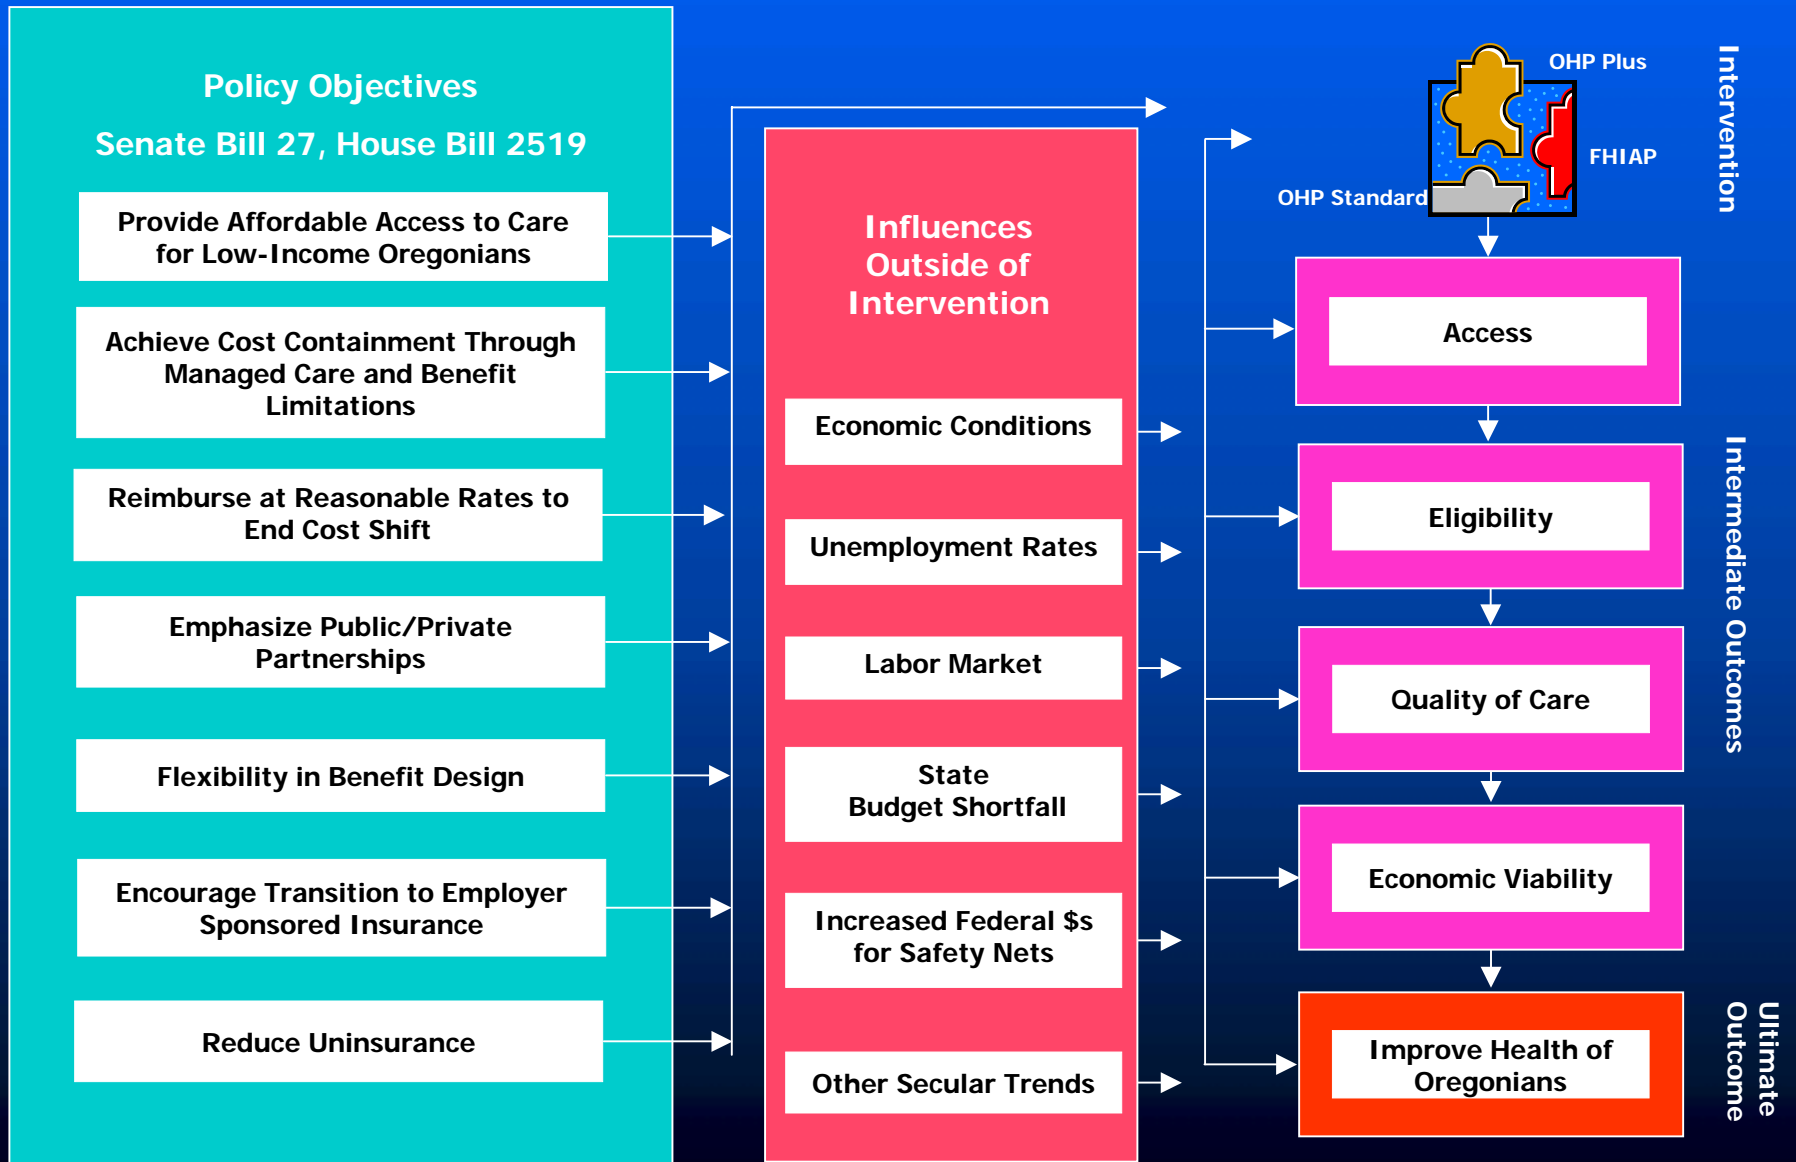 Policy Objectives
Senate Bill 27, House Bill 2519
Provide Affordable Access to Care
for Low-Income Oregonians
Achieve Cost Containment Through
Managed Care and Benefit
Limitations
Reimburse at Reasonable Rates to
End Cost Shift
Emphasize Public/Private
Partnerships
Flexibility in Benefit Design
Encourage Transition to Employer
Sponsored Insurance
Reduce Uninsurance
Influences
Outside of
Intervention
Economic Conditions
Unemployment Rates
Labor Market
State
Budget Shortfall
Increased Federal $s
for Safety Nets
Other Secular Trends
OHP Plus
FHIAP
OHP Standard
Access
Eligibility
Quality of Care
Economic Viability
Improve Health of
Oregonians
Intervention
Intermediate Outcomes
Ultimate
Outcome